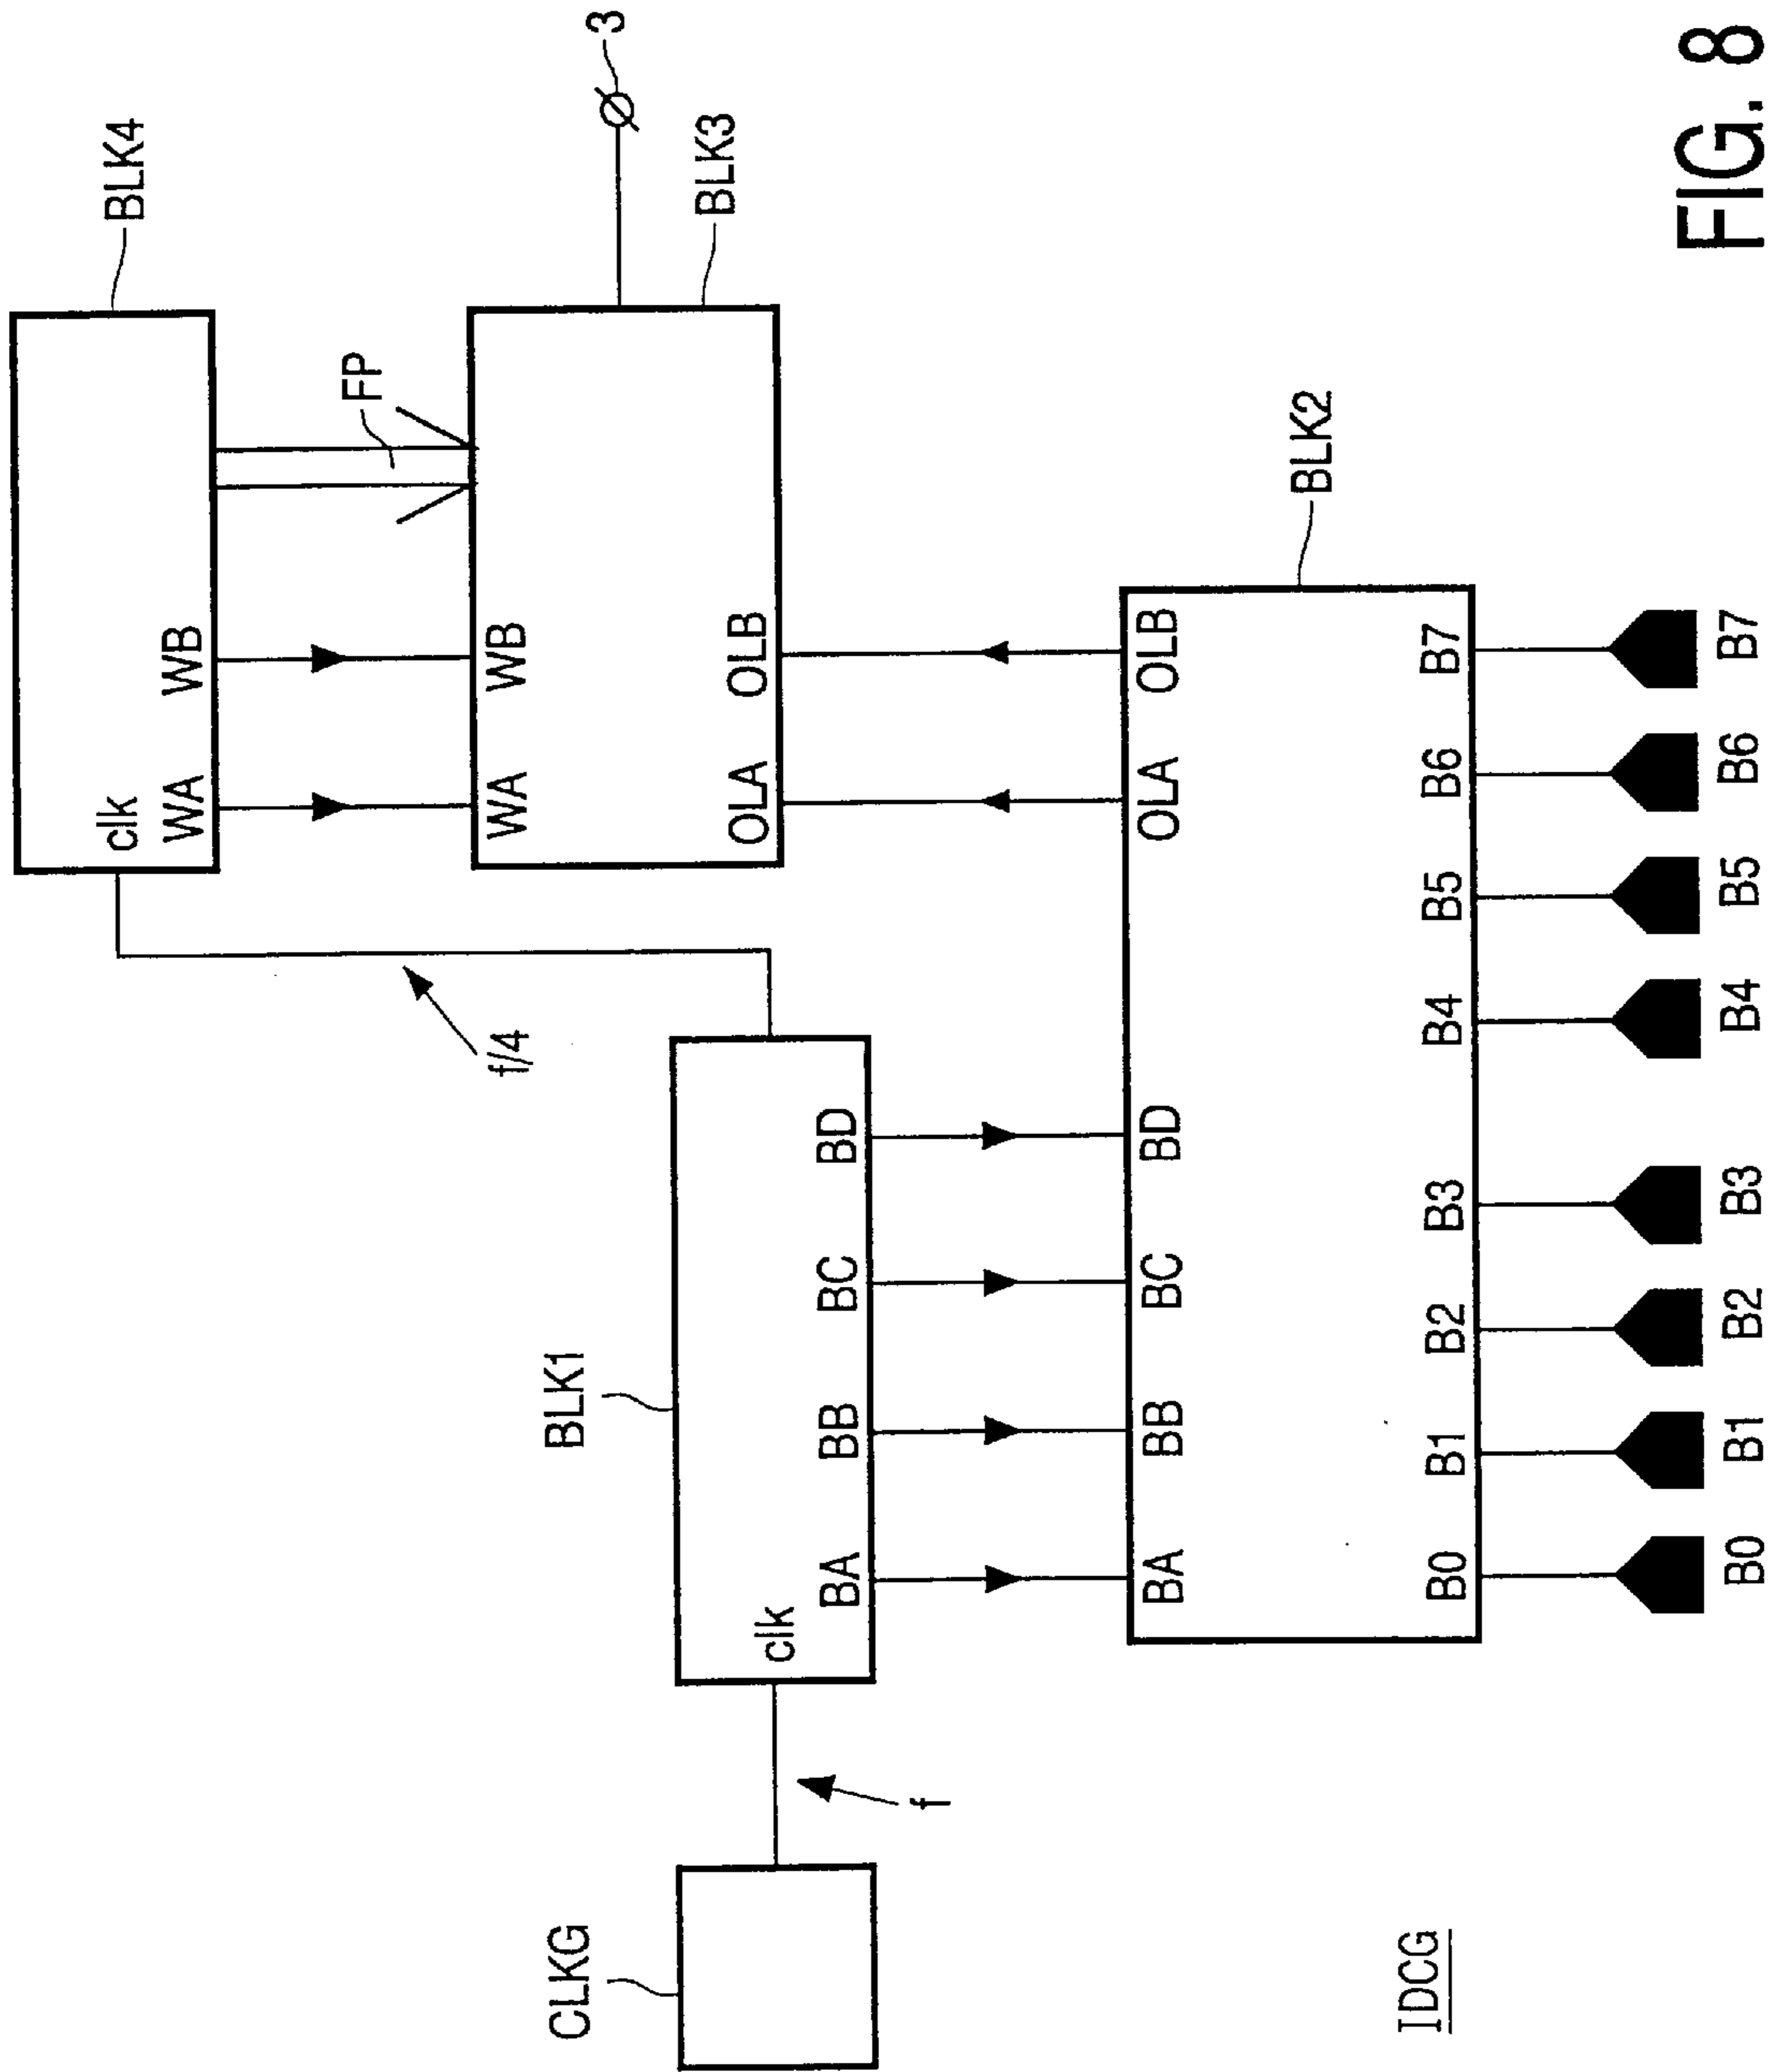 BLK4
clk
WA WB
FP
3
WA WB
OLA OLB
BLK3
f/4
BLK1
clk
BA BB BC BD
CLKG
f
BLK2
BA BB BC BD OLA OLB
B0 B1 B2 B3 B4 B5 B6 B7
B0 B1 B2 B3 B4 B5 B6 B7
IDCG
FIG. 8